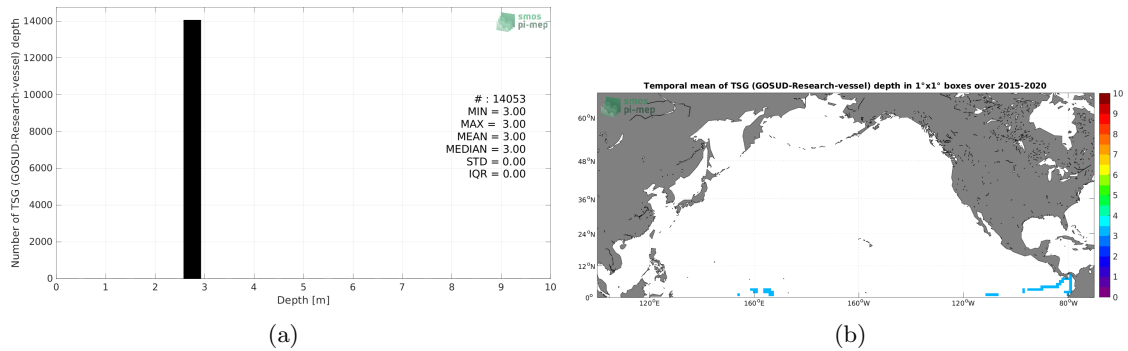 14000
12000
10000
8000
6000
4000
2000
0
Number of TSG (GOSUD-Research-vessel) depth
smos
pi-mep
# : 14053
MIN = 3.00
MAX = 3.00
MEAN = 3.00
MEDIAN = 3.00
STD = 0.00
IQR = 0.00
0 1 2 3 4 5 6 7 8 9 10
Depth [m]
(a)
Temporal mean of TSG (GOSUD-Research-vessel) depth in 1°x1° boxes over 2015-2020
smos
pi-mep
60°N
48°N
36°N
24°N
12°N
0°
120°E 160°E 160°W 120°W 80°W
10
9
8
7
6
5
4
3
2
1
0
(b)